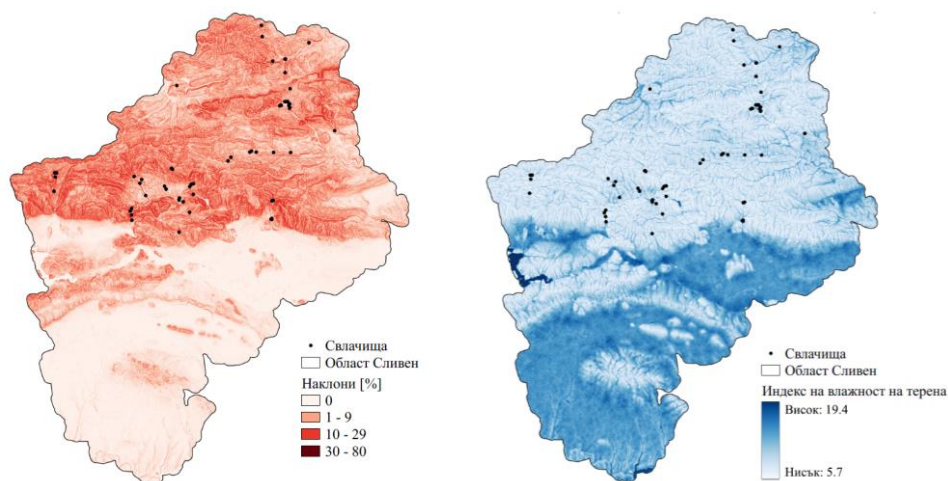 Свлачища
Област Сливен
Наклони [%]
0
1 - 9
10 - 29
30 - 80
Свлачища
Област Сливен
Индекс на влажност на терена
Висок: 19.4
Нисък: 5.7